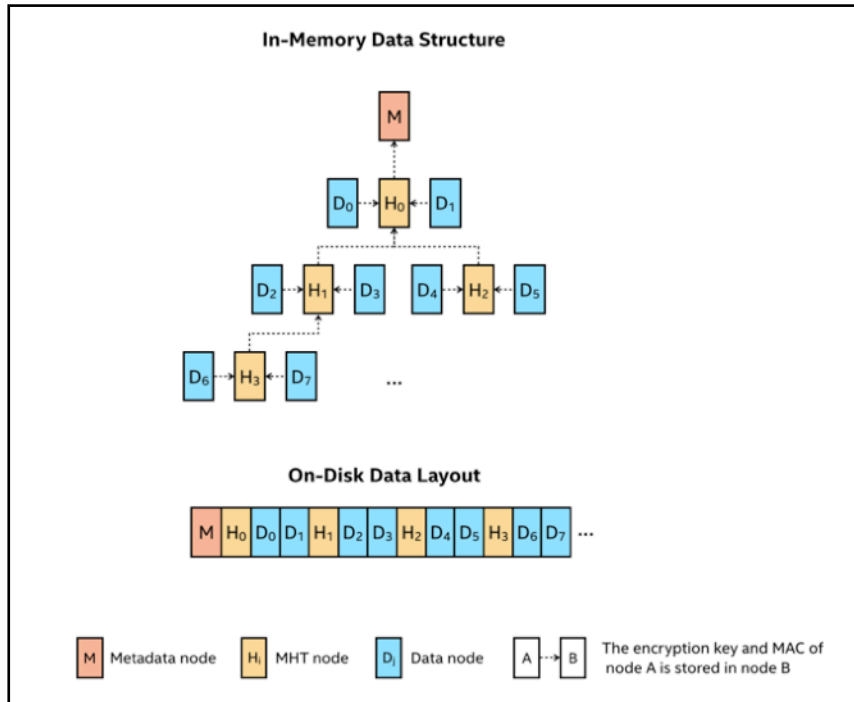 In-Memory Data Structure
M
D₀ H₀ D₁
D₂ H₁ D₃ D₄ H₂ D₅
D₆ H₃ D₇ ...
On-Disk Data Layout
M H₀ D₀ D₁ H₁ D₂ D₃ H₂ D₄ D₅ H₃ D₆ D₇ ...
M Metadata node Hᵢ MHT node Dⱼ Data node A B The encryption key and MAC of
node A is stored in node B